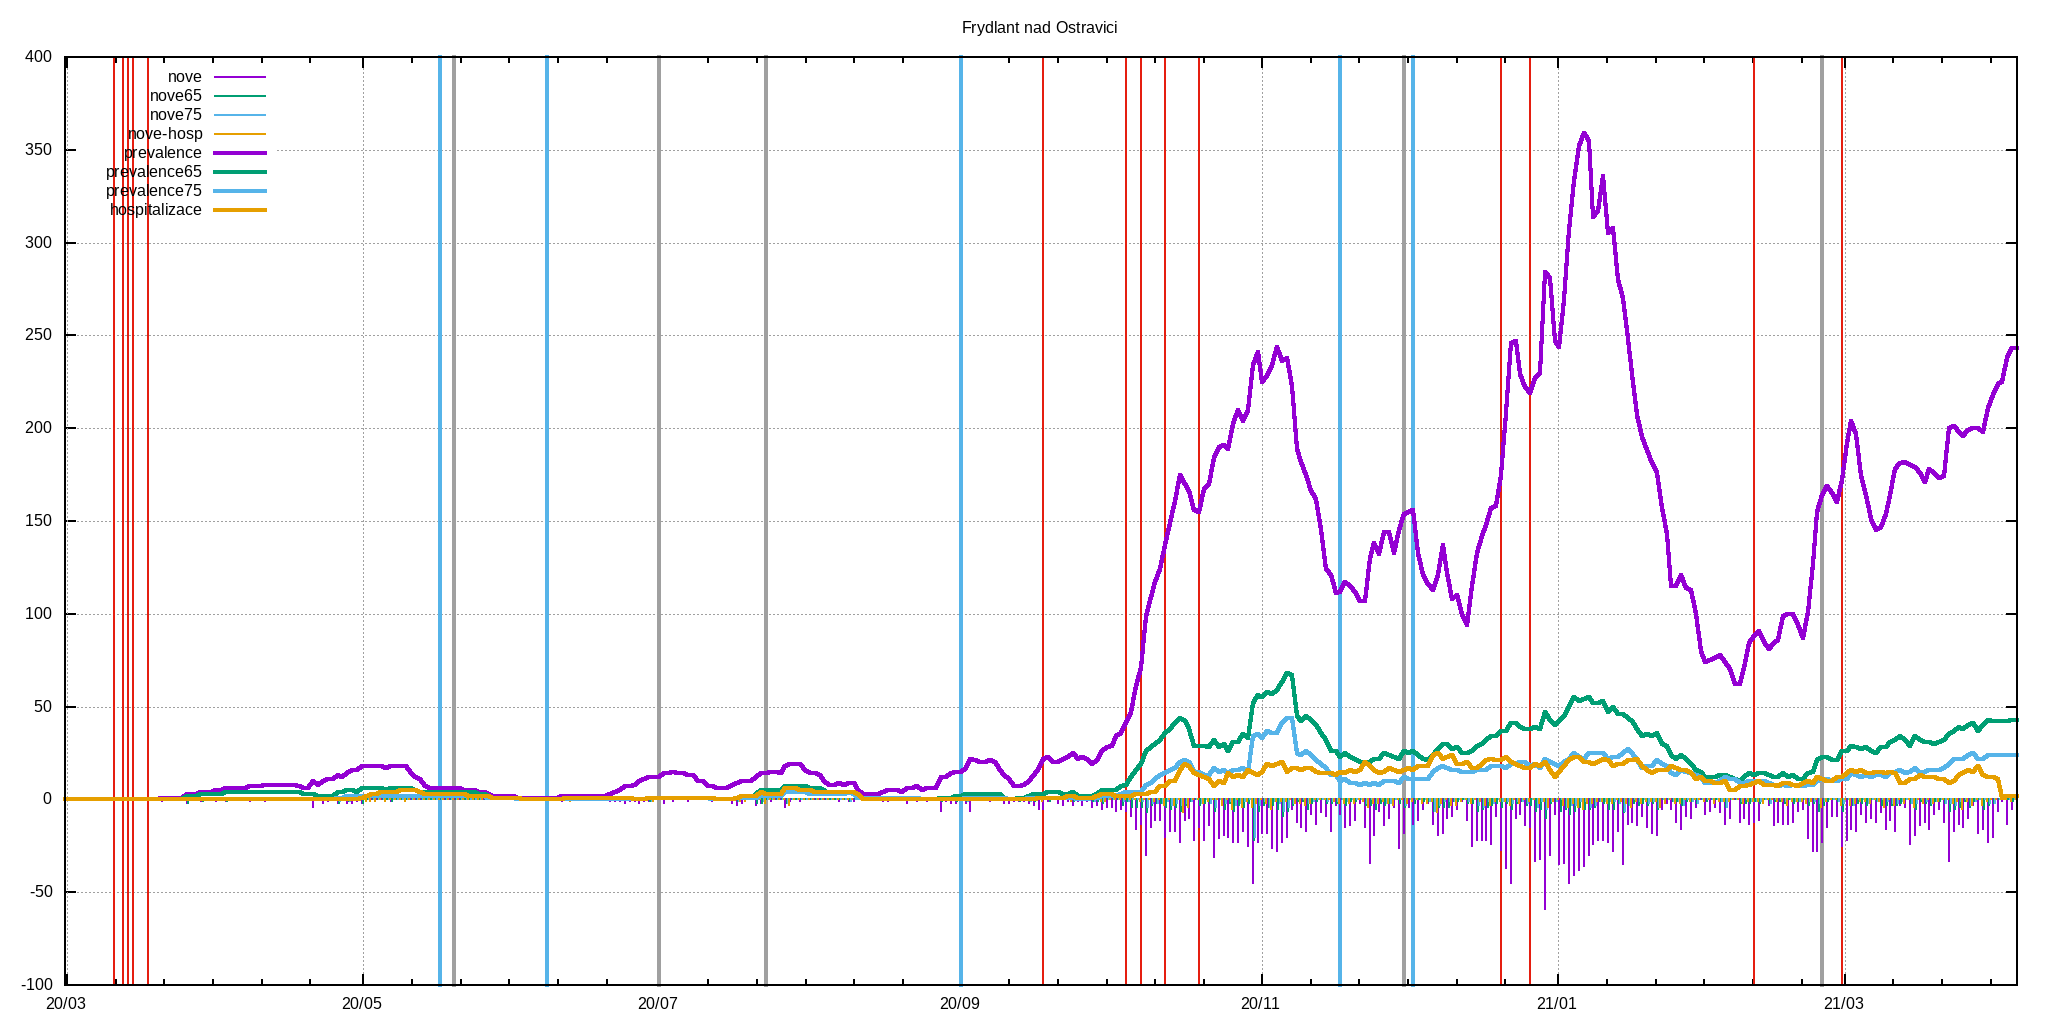 Frydlant nad Ostravici
400
nove
nove65
nove75
nove-hosp
350
prevalence
prevalence65
prevalence75
hospitalizace
300
250
200
150
100
50
0
-50
-100
20/03 20/05 20/07 20/09 20/11 21/01 21/03